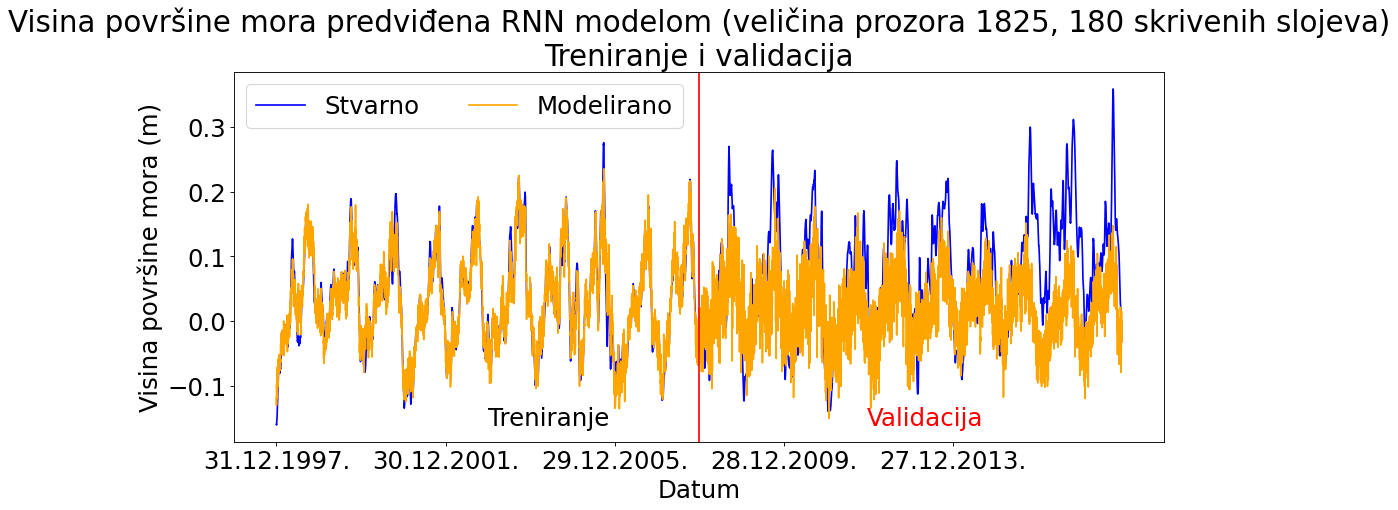 Visina površine mora predviđena RNN modelom (veličina prozora 1825, 180 skrivenih slojeva)
Treniranje i validacija
Stvarno
Modelirano
Visina površine mora (m)
0.3
0.2
0.1
0.0
−0.1
Treniranje
Validacija
31.12.1997.
30.12.2001.
29.12.2005.
28.12.2009.
27.12.2013.
Datum